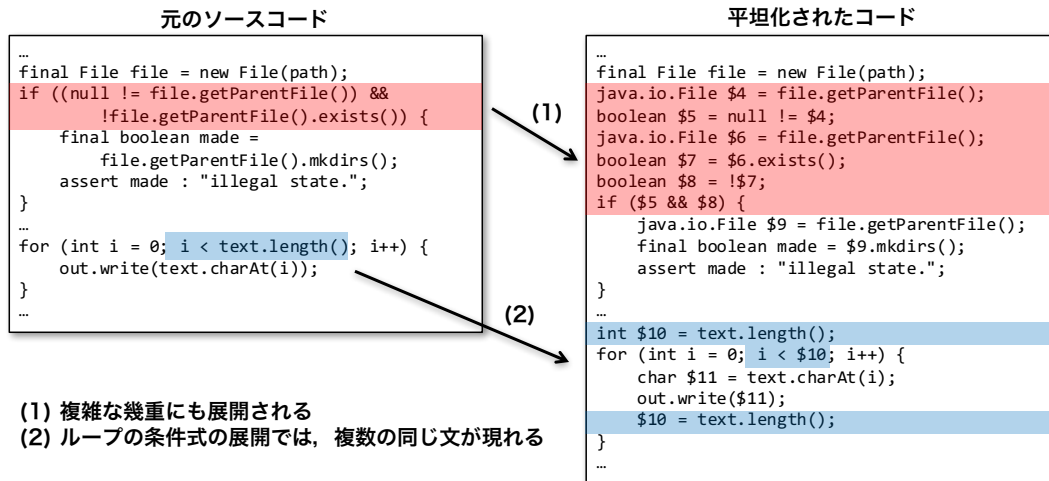 元のソースコード
…
final File file = new File(path);
if ((null != file.getParentFile()) &&
        !file.getParentFile().exists()) {
    final boolean made =
        file.getParentFile().mkdirs();
    assert made : "illegal state.";
}
…
for (int i = 0; i < text.length(); i++) {
    out.write(text.charAt(i));
}
…
(1)
(2)
平坦化されたコード
…
final File file = new File(path);
java.io.File $4 = file.getParentFile();
boolean $5 = null != $4;
java.io.File $6 = file.getParentFile();
boolean $7 = $6.exists();
boolean $8 = !$7;
if ($5 && $8) {
    java.io.File $9 = file.getParentFile();
    final boolean made = $9.mkdirs();
    assert made : "illegal state.";
}
…
int $10 = text.length();
for (int i = 0; i < $10; i++) {
    char $11 = text.charAt(i);
    out.write($11);
    $10 = text.length();
}
…
(1) 複雑な幾重にも展開される
(2) ループの条件式の展開では，複数の同じ文が現れる